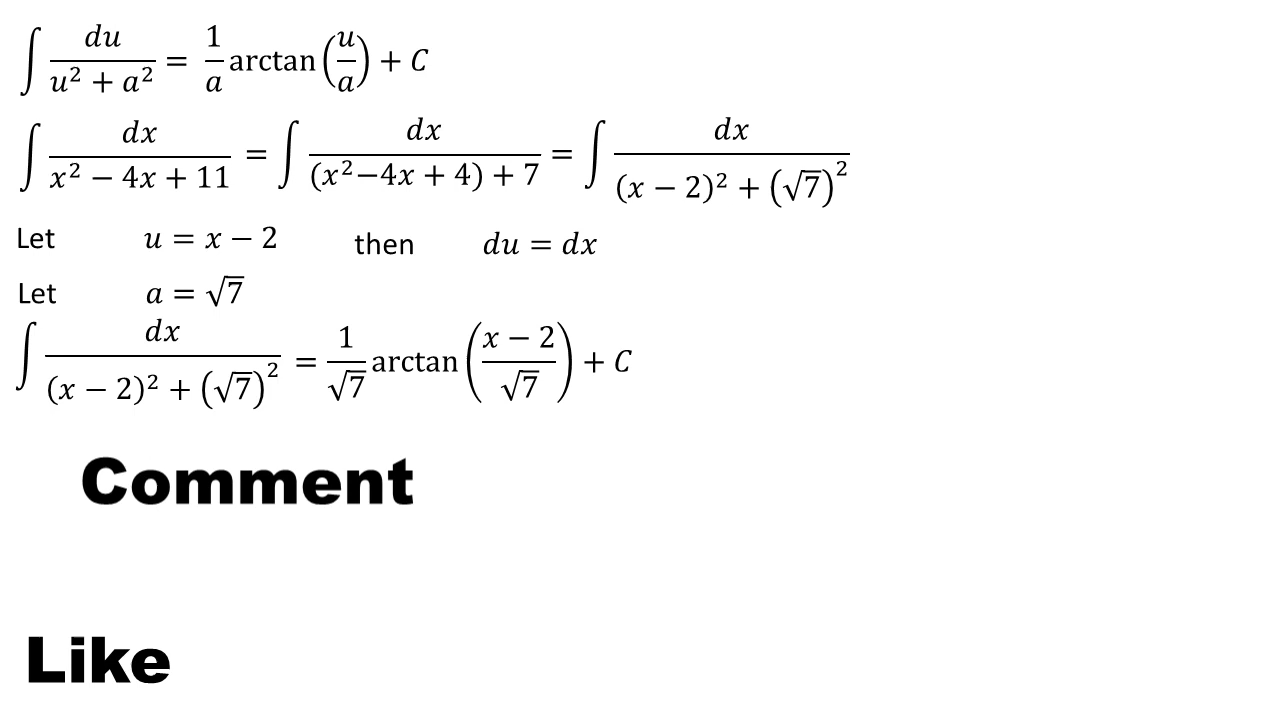 ∫ du / (u² + a²) = 1/a arctan(u/a) + C
∫ dx / (x² − 4x + 11) = ∫ dx / ((x²−4x + 4) + 7) = ∫ dx / ((x − 2)² + (√7)²)
Let u = x − 2 then du = dx
Let a = √7
∫ dx / ((x − 2)² + (√7)²) = 1/√7 arctan((x − 2)/√7) + C
Comment
Like